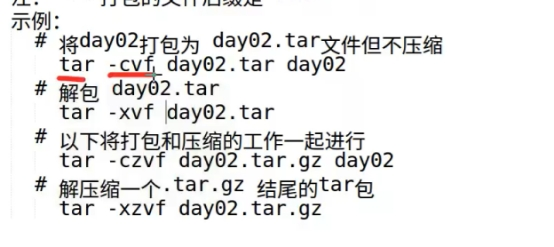 打包的文件后缀是
示例：
# 将day02打包为 day02.tar文件但不压缩
tar -cvf day02.tar day02
# 解包 day02.tar
tar -xvf day02.tar
# 以下将打包和压缩的工作一起进行
tar -czvf day02.tar.gz day02
# 解压缩一个.tar.gz 结尾的tar包
tar -xzvf day02.tar.gz